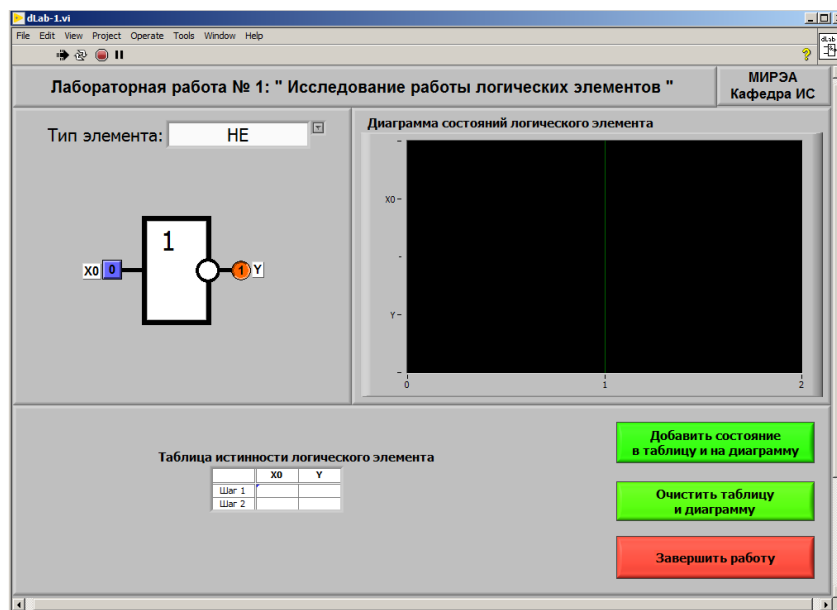 dLab-1.vi
File Edit View Project Operate Tools Window Help
Лабораторная работа № 1: " Исследование работы логических элементов "
МИРЭА
Кафедра ИС
Тип элемента: НЕ
1
X0 0
1 Y
Диаграмма состояний логического элемента
X0
Y
0 1 2
Таблица истинности логического элемента
X0 Y
Шаг 1
Шаг 2
Добавить состояние
в таблицу и на диаграмму
Очистить таблицу
и диаграмму
Завершить работу